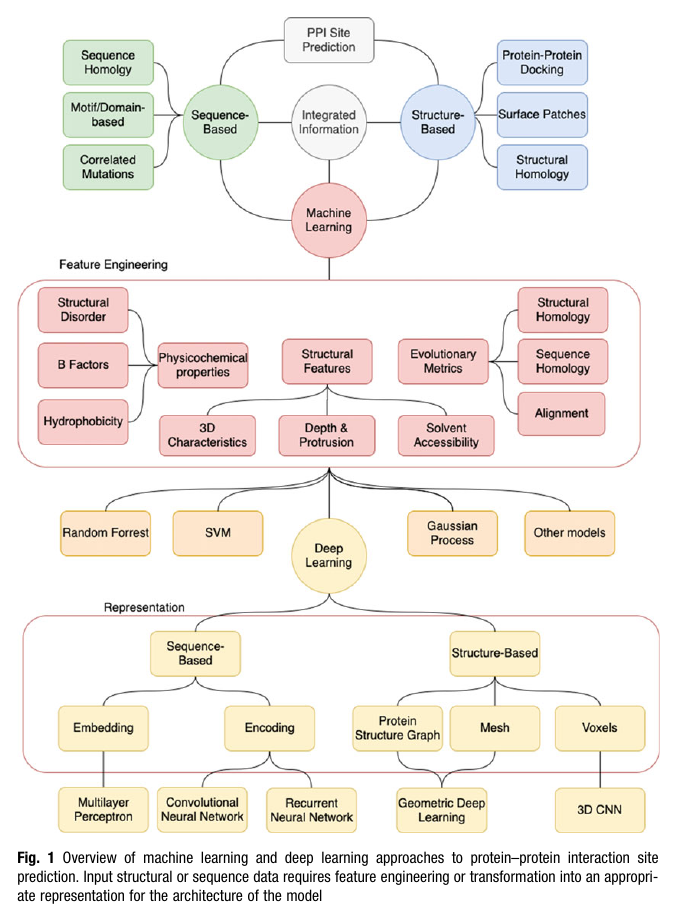 PPI Site
Prediction
Sequence
Homolgy
Motif/Domain-
based
Correlated
Mutations
Sequence-
Based
Integrated
Information
Structure-
Based
Protein-Protein
Docking
Surface Patches
Structural
Homology
Machine
Learning
Feature Engineering
Structural
Disorder
B Factors
Hydrophobicity
Physicochemical
properties
Structural
Features
3D
Characteristics
Depth &
Protrusion
Solvent
Accessibility
Evolutionary
Metrics
Structural
Homology
Sequence
Homology
Alignment
Random Forrest
SVM
Deep
Learning
Gaussian
Process
Other models
Representation
Sequence-
Based
Structure-Based
Embedding
Encoding
Protein
Structure Graph
Mesh
Voxels
Multilayer
Perceptron
Convolutional
Neural Network
Recurrent
Neural Network
Geometric Deep
Learning
3D CNN
Fig. 1 Overview of machine learning and deep learning approaches to protein–protein interaction site
prediction. Input structural or sequence data requires feature engineering or transformation into an appropri-
ate representation for the architecture of the model